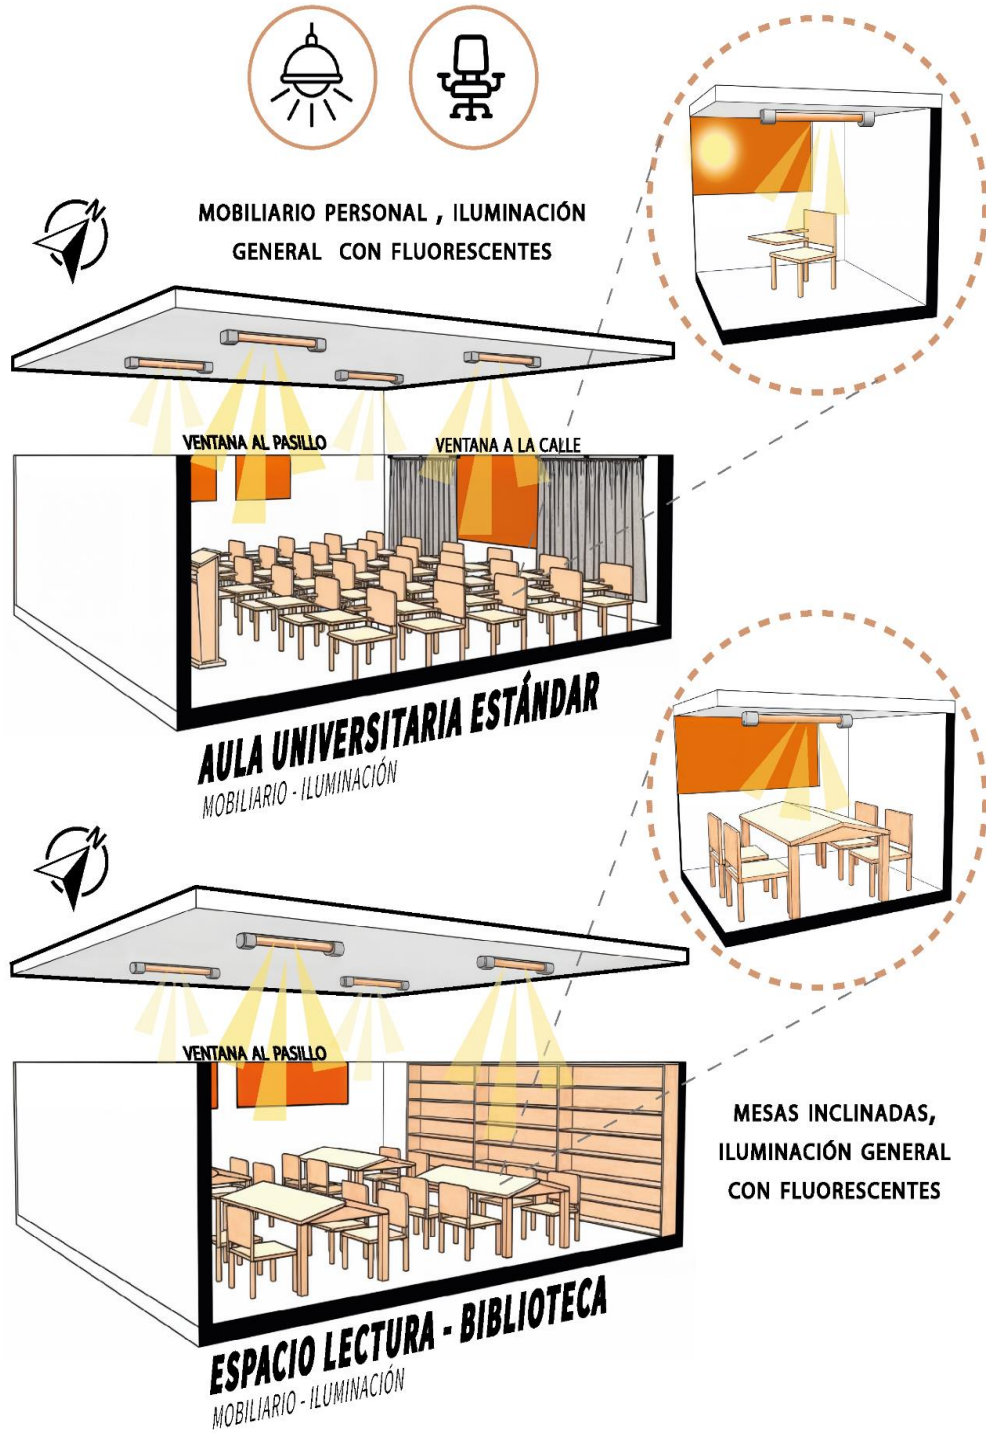 N
MOBILIARIO PERSONAL , ILUMINACIÓN
GENERAL CON FLUORESCENTES
VENTANA AL PASILLO
VENTANA A LA CALLE
AULA UNIVERSITARIA ESTÁNDAR
MOBILIARIO - ILUMINACIÓN
N
VENTANA AL PASILLO
MESAS INCLINADAS,
ILUMINACIÓN GENERAL
CON FLUORESCENTES
ESPACIO LECTURA - BIBLIOTECA
MOBILIARIO - ILUMINACIÓN